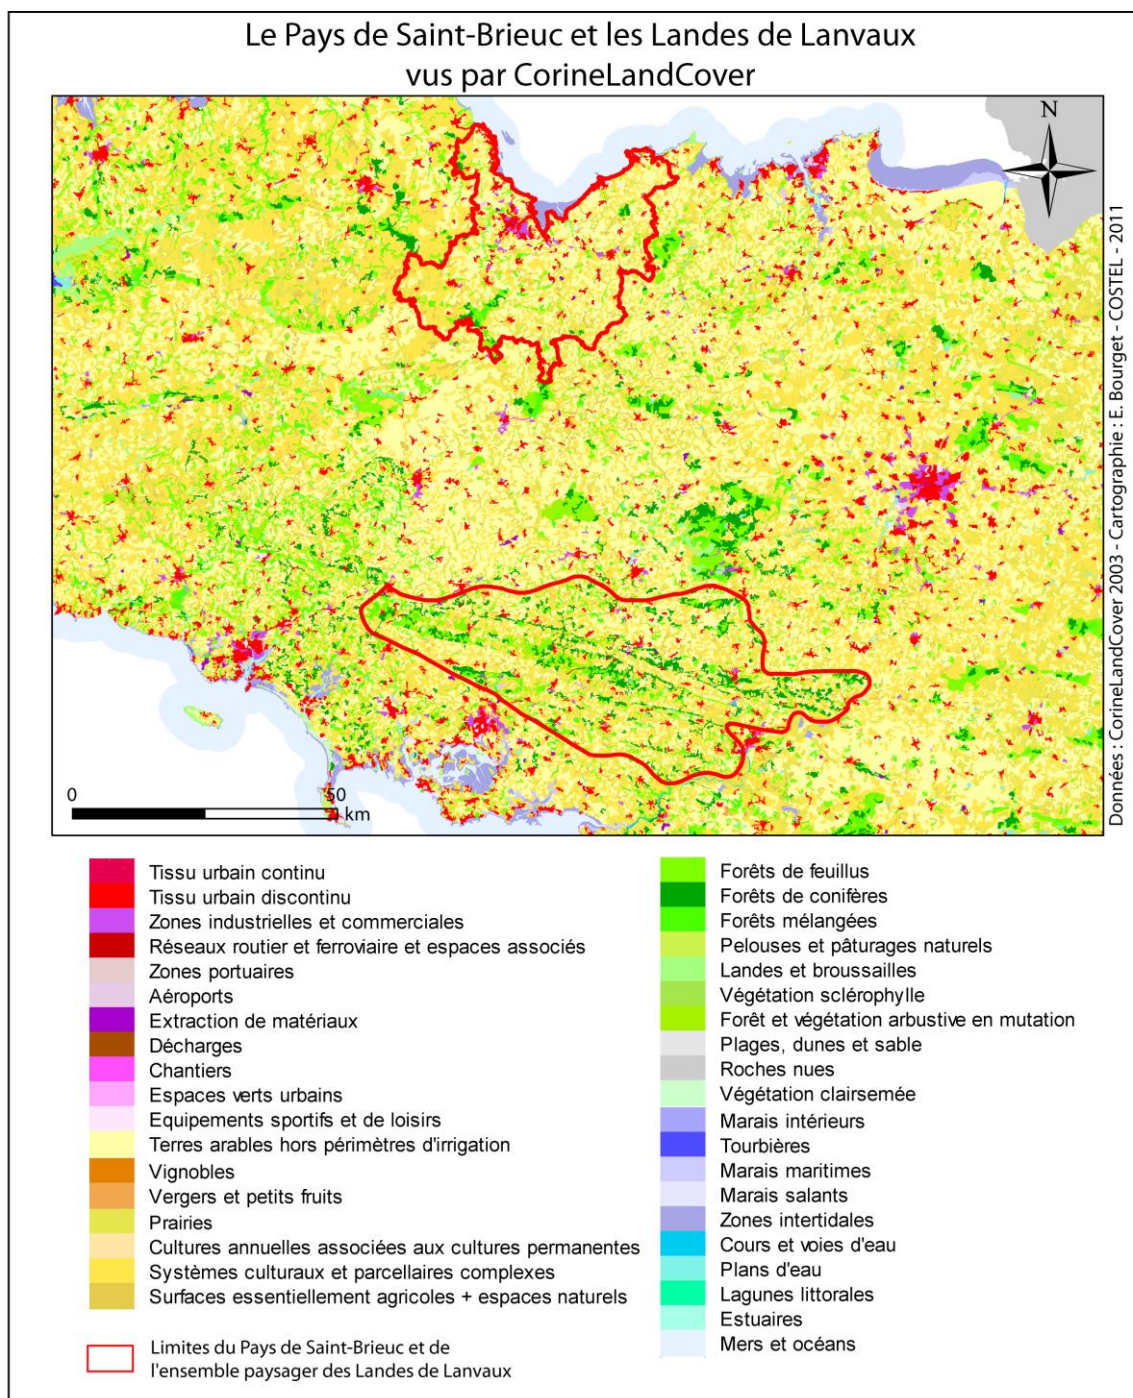 Le Pays de Saint-Brieuc et les Landes de Lanvaux
vus par CorineLandCover
N
0
50
km
Données : CorineLandCover 2003 - Cartographie : E. Bourget - COSTEL - 2011
Tissu urbain continu
Tissu urbain discontinu
Zones industrielles et commerciales
Réseaux routier et ferroviaire et espaces associés
Zones portuaires
Aéroports
Extraction de matériaux
Décharges
Chantiers
Espaces verts urbains
Equipements sportifs et de loisirs
Terres arables hors périmètres d'irrigation
Vignobles
Vergers et petits fruits
Prairies
Cultures annuelles associées aux cultures permanentes
Systèmes culturaux et parcellaires complexes
Surfaces essentiellement agricoles + espaces naturels
Limites du Pays de Saint-Brieuc et de
l'ensemble paysager des Landes de Lanvaux
Forêts de feuillus
Forêts de conifères
Forêts mélangées
Pelouses et pâturages naturels
Landes et broussailles
Végétation sclérophylle
Forêt et végétation arbustive en mutation
Plages, dunes et sable
Roches nues
Végétation clairsemée
Marais intérieurs
Tourbières
Marais maritimes
Marais salants
Zones intertidales
Cours et voies d'eau
Plans d'eau
Lagunes littorales
Estuaires
Mers et océans